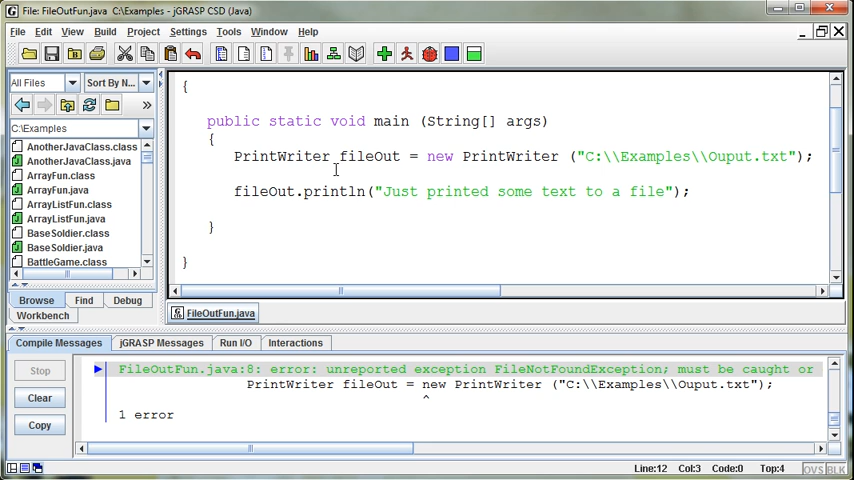 File: FileOutFun.java C:\Examples - jGRASP CSD (Java)
File Edit View Build Project Settings Tools Window Help
All Files Sort By N...
C:\Examples
AnotherJavaClass.class
AnotherJavaClass.java
ArrayFun.class
ArrayFun.java
ArrayListFun.class
ArrayListFun.java
BaseSoldier.class
BaseSoldier.java
BattleGame.class
Browse Find Debug
Workbench
{
public static void main (String[] args)
{
PrintWriter fileOut = new PrintWriter ("C:\\Examples\\Ouput.txt");
fileOut.println("Just printed some text to a file");
}
}
FileOutFun.java
Compile Messages jGRASP Messages Run I/O Interactions
Stop
Clear
Copy
FileOutFun.java:8: error: unreported exception FileNotFoundException; must be caught or
PrintWriter fileOut = new PrintWriter ("C:\\Examples\\Ouput.txt");
^
1 error
Line:12 Col:3 Code:0 Top:4 OVS BLK